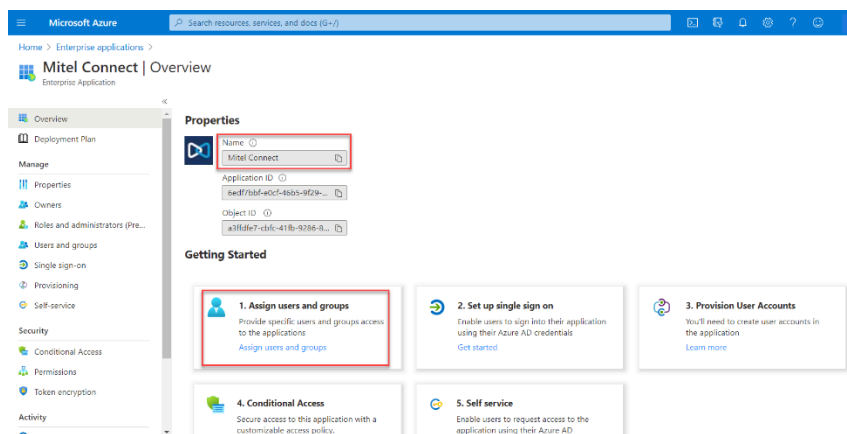 Microsoft Azure
Search resources, services, and docs (G+/)
Home > Enterprise applications >
Mitel Connect | Overview
Enterprise Application
«
Overview
Deployment Plan
Manage
Properties
Owners
Roles and administrators (Pre...
Users and groups
Single sign-on
Provisioning
Self-service
Security
Conditional Access
Permissions
Token encryption
Activity
Properties
Name
Mitel Connect
Application ID
6edf7bbf-e0cf-46b5-9f29-...
Object ID
a3ffdfe7-cbfc-41fb-9286-8...
Getting Started
1. Assign users and groups
Provide specific users and groups access
to the applications
Assign users and groups
2. Set up single sign on
Enable users to sign into their application
using their Azure AD credentials
Get started
3. Provision User Accounts
You'll need to create user accounts in
the application
Learn more
4. Conditional Access
Secure access to this application with a
customizable access policy.
5. Self service
Enable users to request access to the
application using their Azure AD